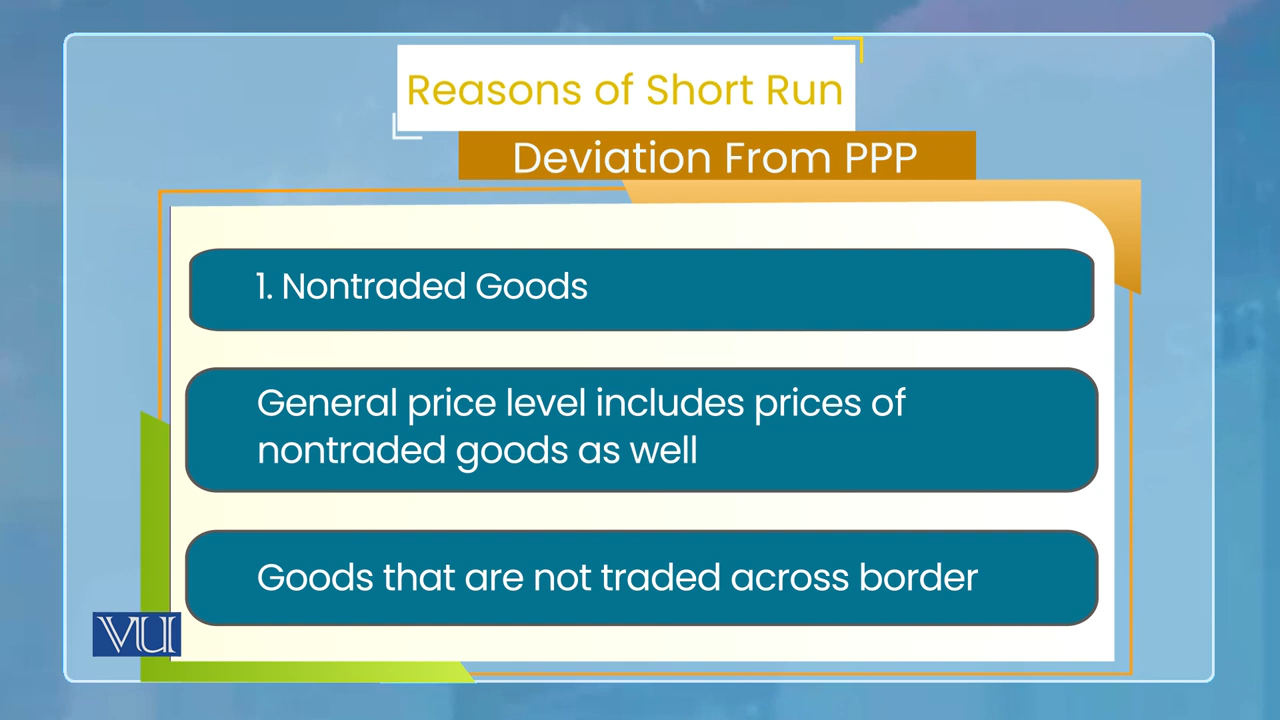 Reasons of Short Run
Deviation From PPP
1. Nontraded Goods
General price level includes prices of
nontraded goods as well
Goods that are not traded across border
VU